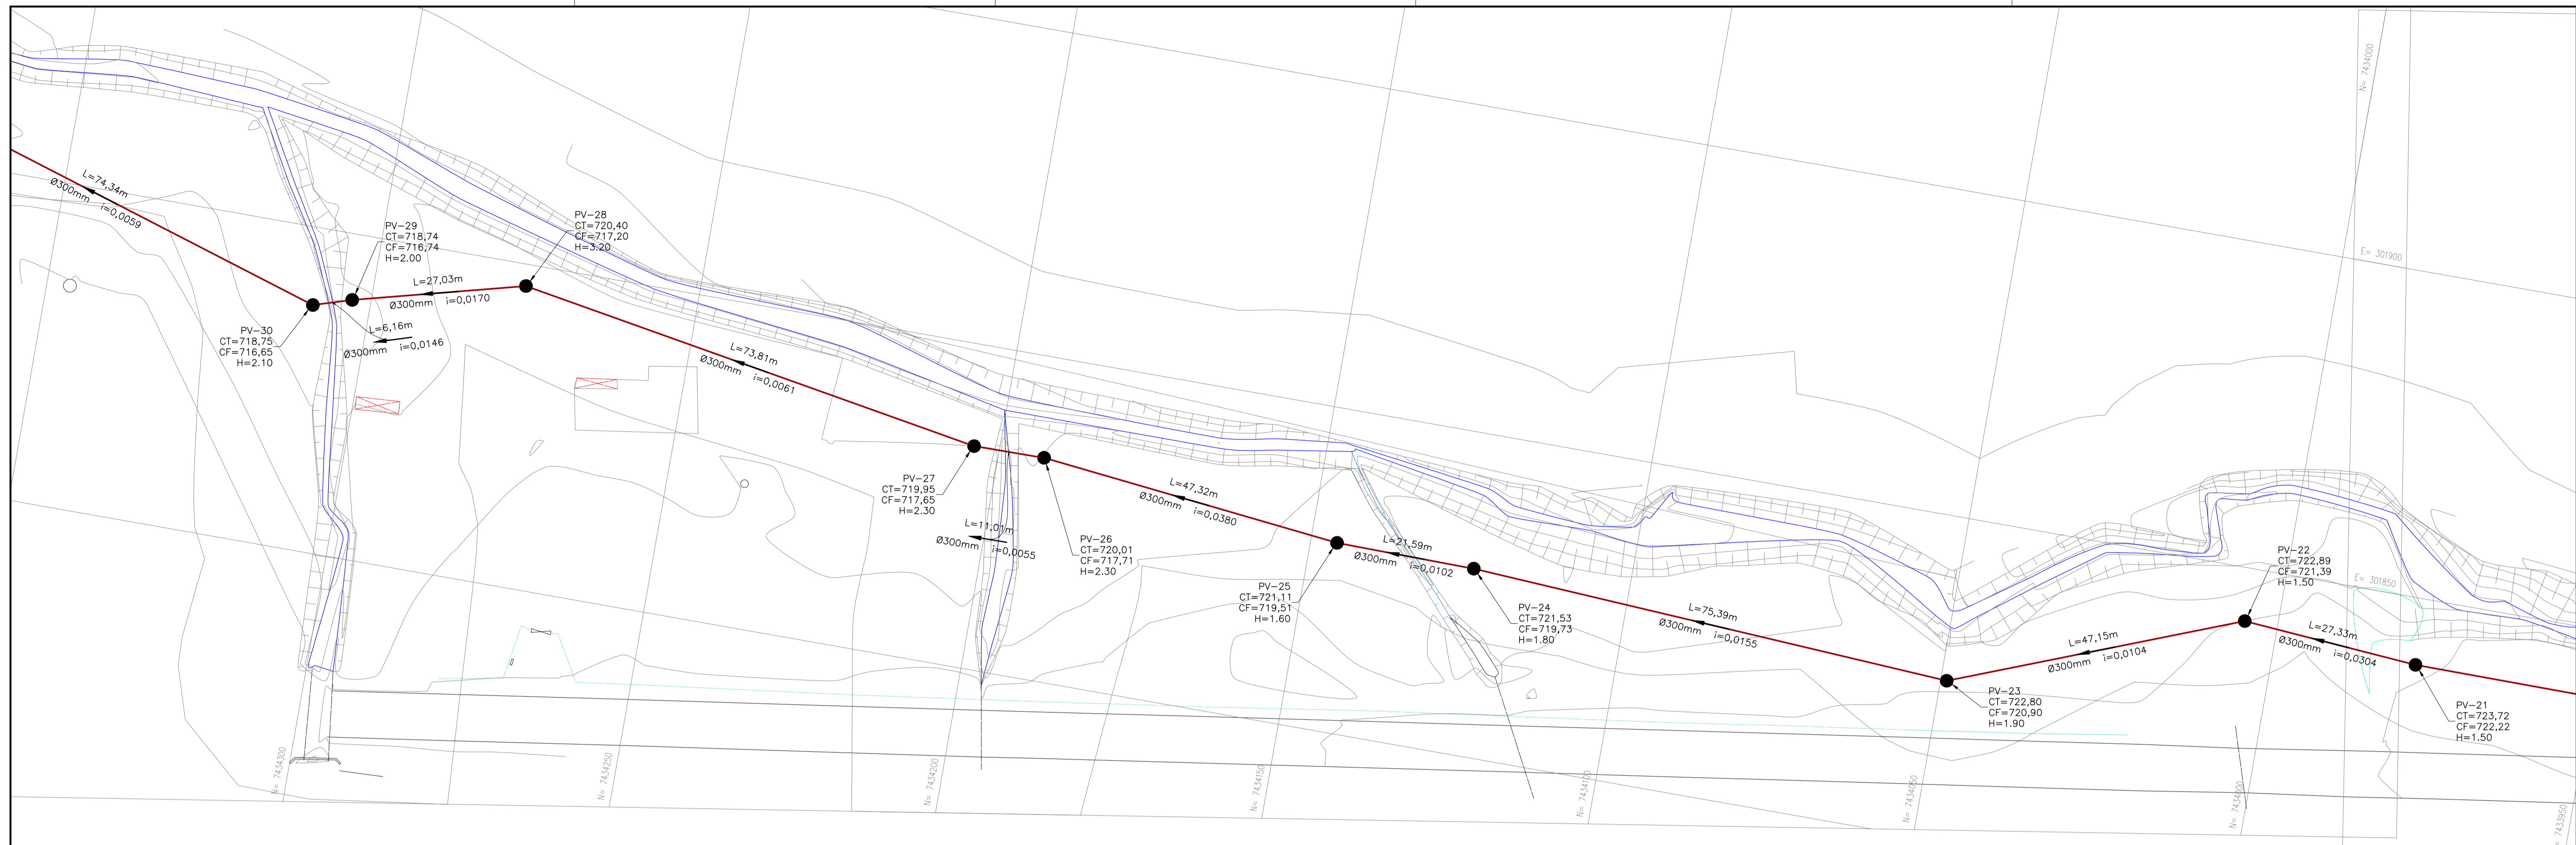 N= 7434000
L=74,34m
Ø300mm i=0,0059
PV-29
CT=718,74
CF=716,74
H=2.00
PV-28
CT=720,40
CF=717,20
H=3.20
L=27,03m
Ø300mm i=0,0170
E= 301900
PV-30
CT=718,75
CF=716,65
H=2.10
L=6,16m
Ø300mm i=0,0146
L=73,81m
Ø300mm i=0,0061
PV-27
CT=719,95
CF=717,65
H=2.30
L=47,32m
Ø300mm i=0,0380
L=11,01m
Ø300mm i=0,0055
PV-26
CT=720,01
CF=717,71
H=2.30
L=21,59m
Ø300mm i=0,0102
PV-25
CT=721,11
CF=719,51
H=1.60
PV-24
CT=721,53
CF=719,73
H=1.80
L=75,39m
Ø300mm i=0,0155
PV-22
CT=722,89
CF=721,39
H=1.50
E= 301850
L=47,15m
Ø300mm i=0,0104
L=27,33m
Ø300mm i=0,0304
PV-23
CT=722,80
CF=720,90
H=1.90
PV-21
CT=723,72
CF=722,22
H=1.50
N= 7434300
N= 7434250
N= 7434200
N= 7434150
N= 7434100
N= 7434050
N= 7434000
= 7433950